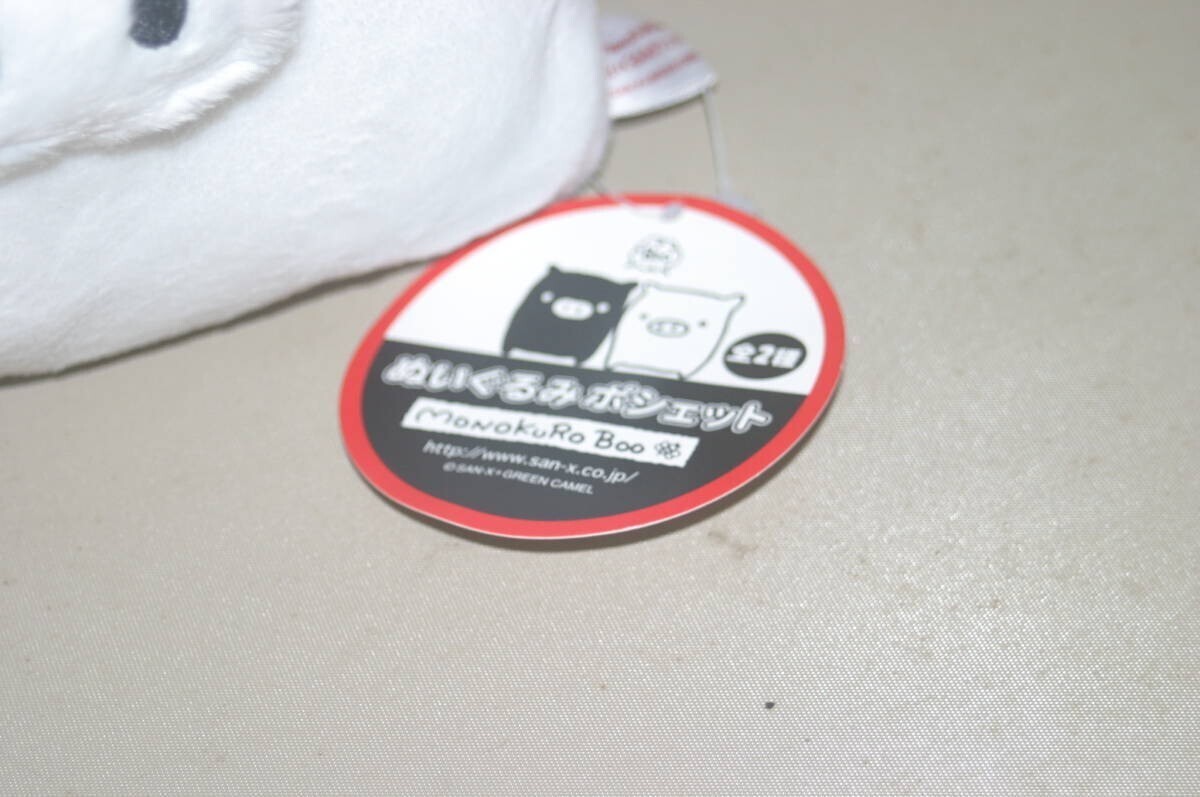 全2種
ぬいぐるみポシェット
MONOKURO BOO
http://www.san-x.co.jp/
©SAN-X・GREEN CAMEL